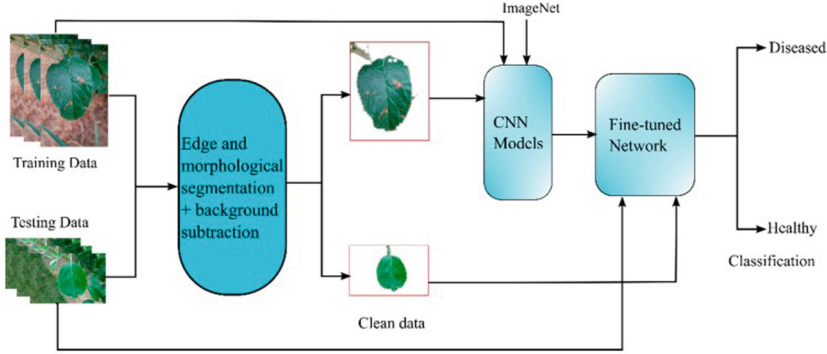 ImageNet
Diseased
Training Data
Edge and
morphological
segmentation
+ background
subtraction
CNN
Models
Fine-tuned
Network
Testing Data
Healthy
Classification
Clean data